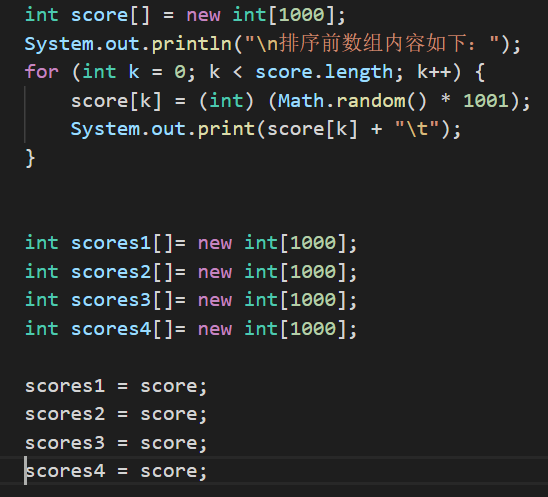 int score[] = new int[1000];
System.out.println("\n排序前数组内容如下：");
for (int k = 0; k < score.length; k++) {
    score[k] = (int) (Math.random() * 1001);
    System.out.print(score[k] + "\t");
}
int scores1[]= new int[1000];
int scores2[]= new int[1000];
int scores3[]= new int[1000];
int scores4[]= new int[1000];
scores1 = score;
scores2 = score;
scores3 = score;
scores4 = score;